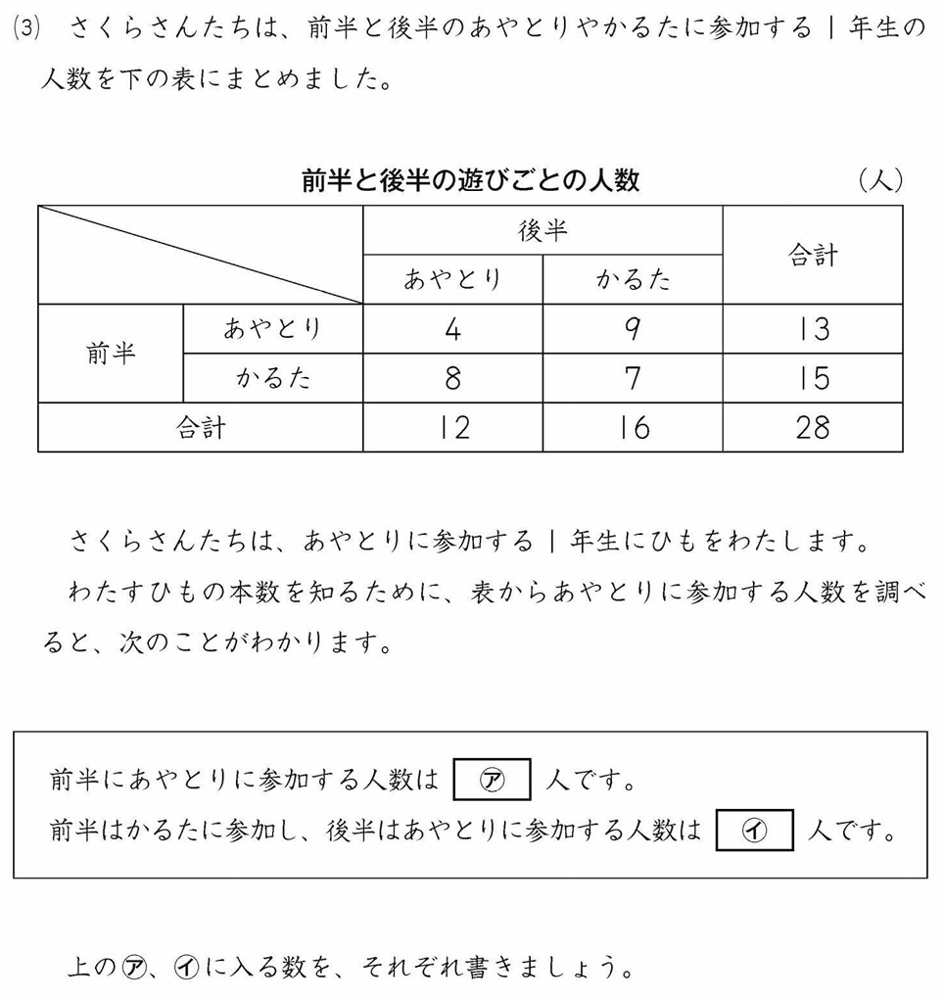 (3) さくらさんたちは、前半と後半のあやとりやかるたに参加する1年生の
人数を下の表にまとめました。
前半と後半の遊びごとの人数 (人)
後半 合計
あやとり かるた
前半 あやとり 4 9 13
かるた 8 7 15
合計 12 16 28
さくらさんたちは、あやとりに参加する1年生にひもをわたします。
わたすひもの本数を知るために、表からあやとりに参加する人数を調べ
ると、次のことがわかります。
前半にあやとりに参加する人数は ㋐ 人です。
前半はかるたに参加し、後半はあやとりに参加する人数は ㋑ 人です。
上の㋐、㋑に入る数を、それぞれ書きましょう。